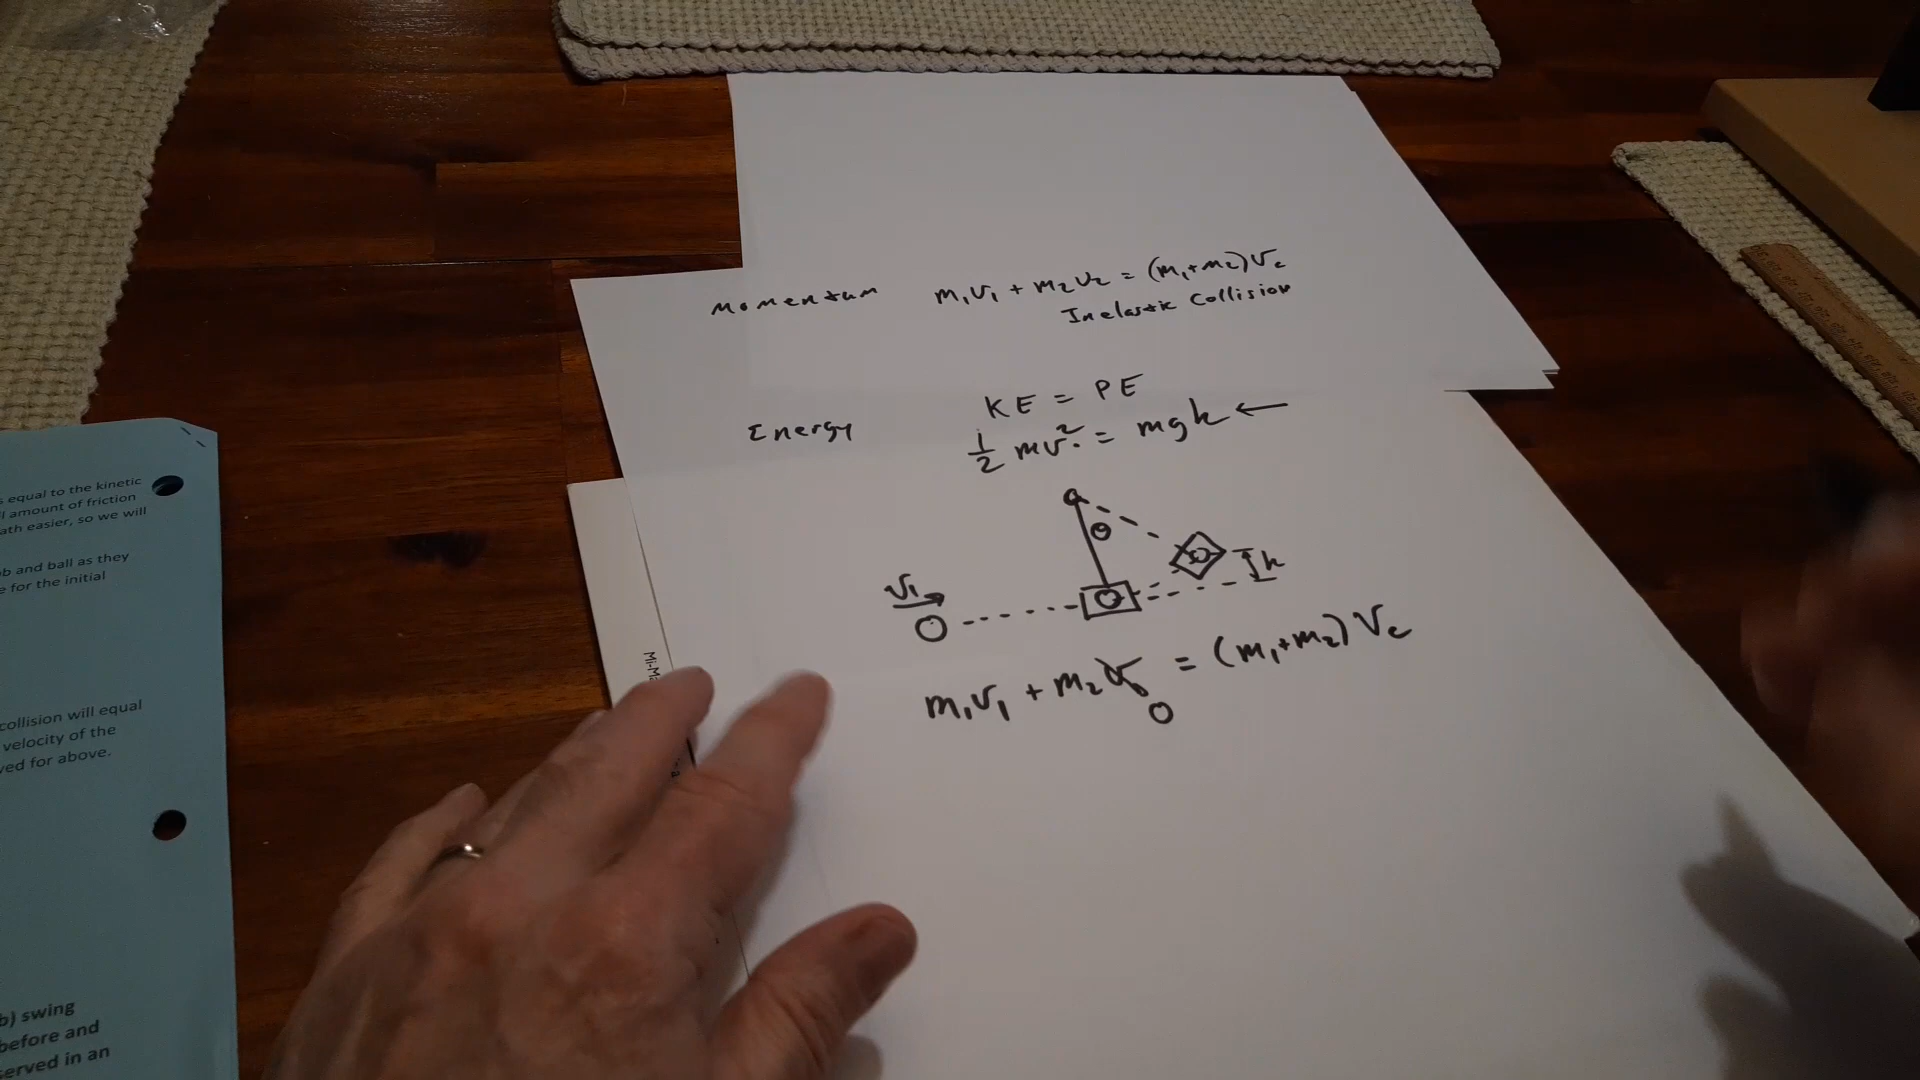 Momentum m₁v₁ + m₂v₂ = (m₁+m₂)Vc
Inelastic Collision
KE = PE
Energy ½ mv² = mgh ←
θ
h
v₁
m₁v₁ + m₂v₂ = (m₁+m₂)Vc
0
equal to the kinetic
amount of friction
ath easier, so we will
b and ball as they
for the initial
collision will equal
velocity of the
ved for above.
b) swing
before and
served in an